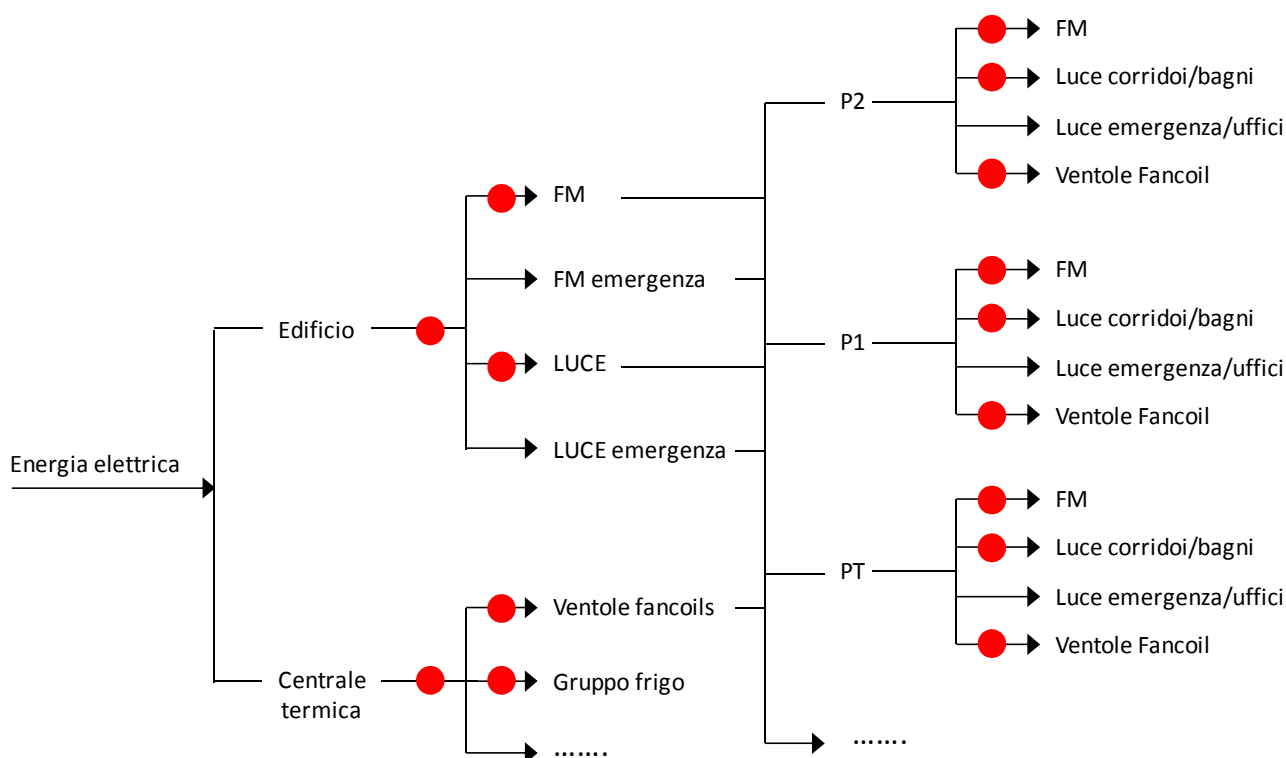 Energia elettrica
Edificio
Centrale
termica
FM
FM emergenza
LUCE
LUCE emergenza
Ventole fancoils
Gruppo frigo
…….
P2
P1
PT
…….
FM
Luce corridoi/bagni
Luce emergenza/uffici
Ventole Fancoil
FM
Luce corridoi/bagni
Luce emergenza/uffici
Ventole Fancoil
FM
Luce corridoi/bagni
Luce emergenza/uffici
Ventole Fancoil